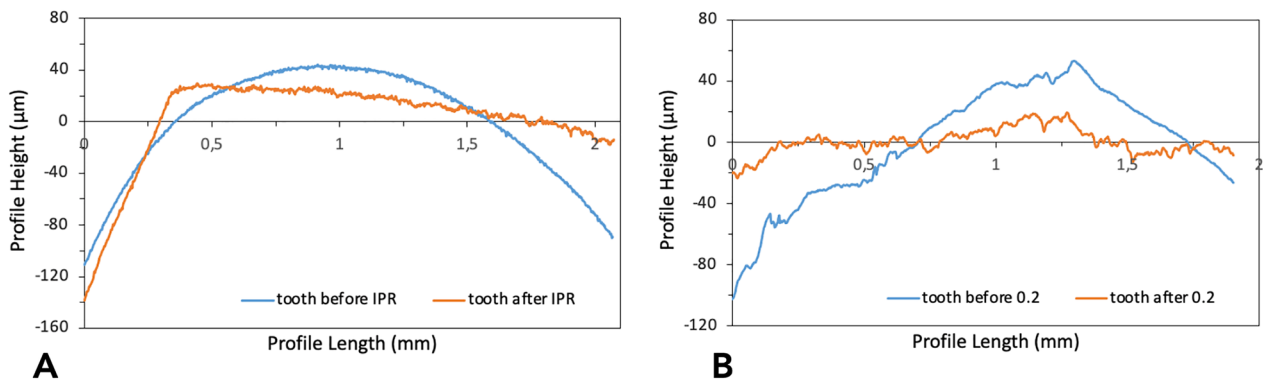 80
40
0
-40
-80
-120
-160
0
0,5
1
1,5
2
Profile Height (µm)
Profile Length (mm)
tooth before IPR
tooth after IPR
A
80
40
0
-40
-80
-120
0
0,5
1
1,5
2
Profile Height (µm)
Profile Length (mm)
tooth before 0.2
tooth after 0.2
B